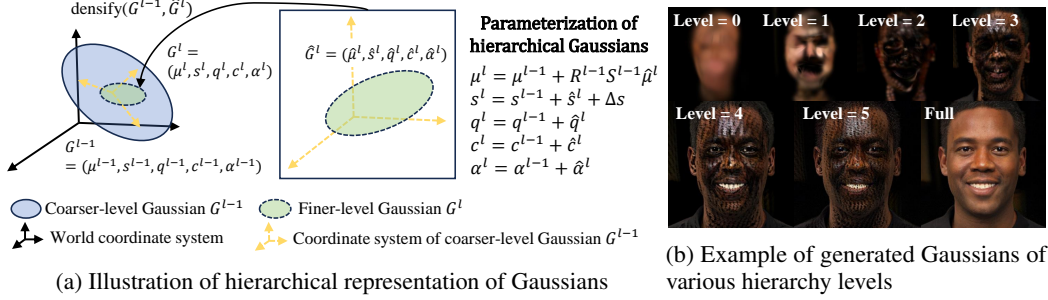 densify(G^{l-1}, Ĝ^l)
G^l =
(μ^l, s^l, q^l, c^l, α^l)
G^{l-1}
= (μ^{l-1}, s^{l-1}, q^{l-1}, c^{l-1}, α^{l-1})
Ĝ^l = (μ̂^l, ŝ^l, q̂^l, ĉ^l, α̂^l)
Parameterization of
hierarchical Gaussians
μ^l = μ^{l-1} + R^{l-1}S^{l-1}μ̂^l
s^l = s^{l-1} + ŝ^l + Δs
q^l = q^{l-1} + q̂^l
c^l = c^{l-1} + ĉ^l
α^l = α^{l-1} + α̂^l
Coarser-level Gaussian G^{l-1}
Finer-level Gaussian G^l
World coordinate system
Coordinate system of coarser-level Gaussian G^{l-1}
(a) Illustration of hierarchical representation of Gaussians
Level = 0
Level = 1
Level = 2
Level = 3
Level = 4
Level = 5
Full
(b) Example of generated Gaussians of
various hierarchy levels